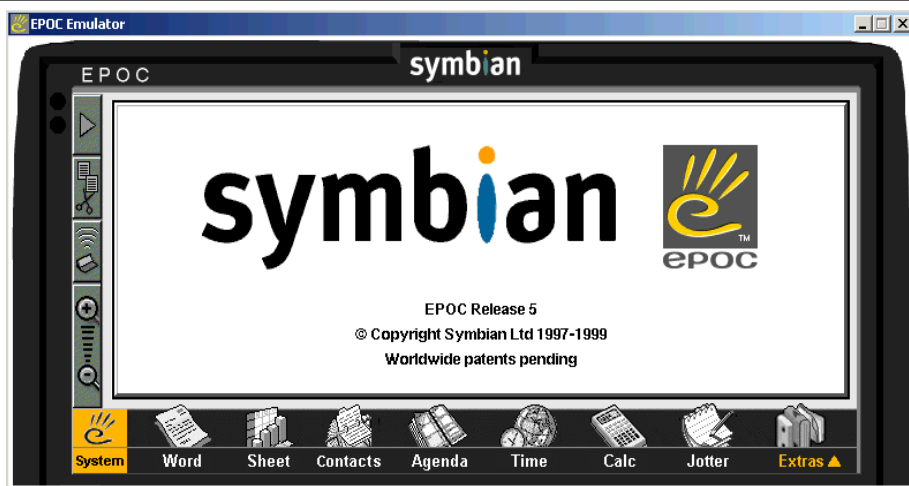 EPOC Emulator
EPOC
symbian
symbian
TM
epoc
EPOC Release 5
© Copyright Symbian Ltd 1997-1999
Worldwide patents pending
System Word Sheet Contacts Agenda Time Calc Jotter Extras ▲